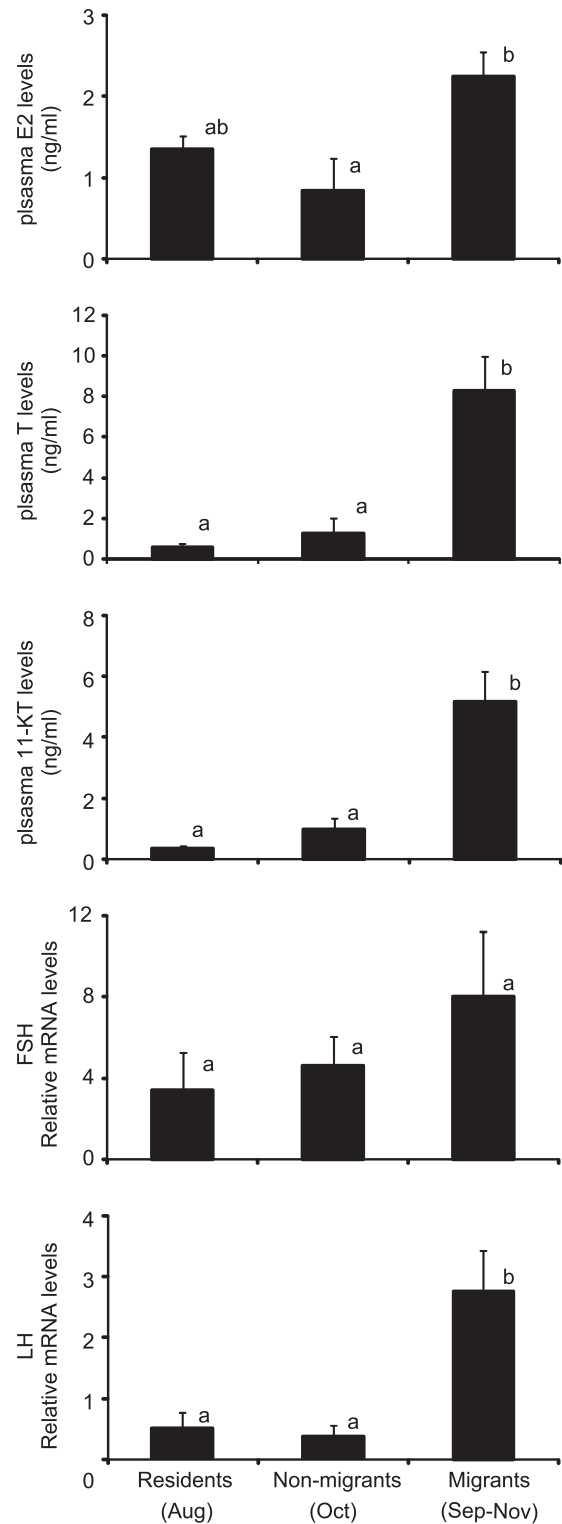 3
2
1
0
plsasma E2 levels
(ng/ml)
ab
a
b
12
10
8
6
4
2
0
plsasma T levels
(ng/ml)
a
a
b
8
6
4
2
0
plsasma 11-KT levels
(ng/ml)
a
a
b
12
8
4
0
FSH
Relative mRNA levels
a
a
a
4
3
2
1
0
LH
Relative mRNA levels
a
a
b
Residents Non-migrants Migrants
(Aug) (Oct) (Sep-Nov)